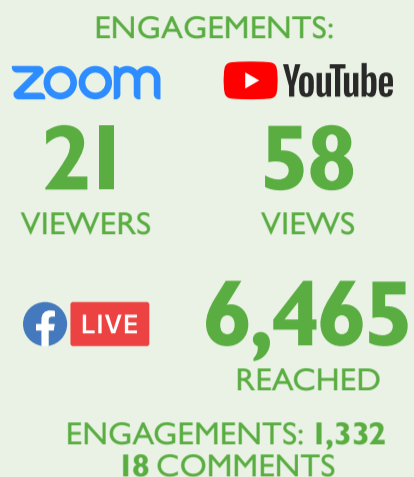 ENGAGEMENTS:
zoom YouTube
21 58
VIEWERS VIEWS
f LIVE 6,465
REACHED
ENGAGEMENTS: 1,332
18 COMMENTS